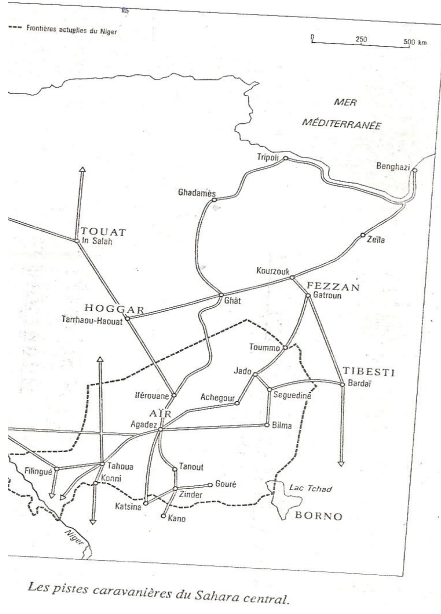 Frontières actuelles du Niger
0 250 500 km
MER
MÉDITERRANÉE
Tripoli
Benghazi
Ghadamès
TOUAT
In Salah
Zeïla
Kourzouk
FEZZAN
Gatroun
Ghât
HOGGAR
Tarrhaou-Haouat
Toummo
TIBESTI
Bardaï
Jado
Iférouane
Achegour
Seguedine
AÏR
Agadez
Bilma
Filingué
Tahoua
Konni
Tanout
Gouré
Zinder
Katsina
Kano
Lac Tchad
BORNO
Niger
Les pistes caravanières du Sahara central.